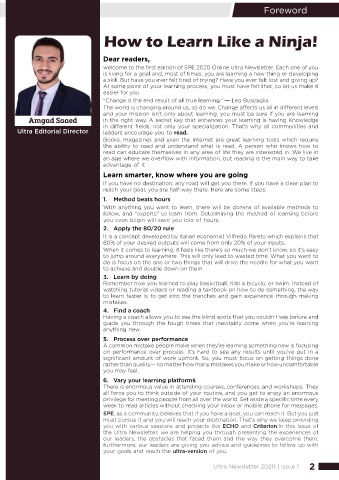 Foreword
How to Learn Like a Ninja!
Amgad Saaed
Ultra Editorial Director
Dear readers,
welcome to the first edition of SPE 2020 Online Ultra Newsletter. Each one of you
is living for a goal and, most of times, you are learning a new thing or developing
a skill. But have you ever felt tired of trying? Have you ever felt lost and giving up?
At some point of your learning process, you must have felt that, so let us make it
easier for you.
"Change is the end result of all true learning." — Leo Buscaglia
The world is changing around us, so do we. Change affects us all in different levels
and your mission isn't only about learning, you must be sure if you are learning
in the right way. A secret key that enhances your learning is having Knowledge
in different fields, not only your specialization. That's why all communities and
leaders encourage you to read.
Books, magazines and even the internet are great learning tools which require
the ability to read and understand what is read. A person who knows how to
read can educate themselves in any area of life they are interested in. We live in
an age where we overflow with information, but reading is the main way to take
advantage of it.
Learn smarter, know where you are going
If you have no destination, any road will get you there. If you have a clear plan to
reach your goal, you are half-way there. Here are some steps:
1. Method beats hours
With anything you want to learn, there will be dozens of available methods to
follow, and "experts" to learn from. Determining the method of learning before
you even begin will save you lots of hours.
2. Apply the 80/20 rule
It is a concept developed by Italian economist Vilfredo Pareto which explains that
80% of your desired outputs will come from only 20% of your inputs.
When it comes to learning, it feels like there's so much we don't know, so it's easy
to jump around everywhere. This will only lead to wasted time. What you want to
do is focus on the one or two things that will drive the needle for what you want
to achieve and double down on them.
3. Learn by doing
Remember how you learned to play basketball, ride a bicycle, or swim. Instead of
watching tutorial videos or reading a textbook on how to do something, the way
to learn faster is to get into the trenches and gain experience through making
mistakes.
4. Find a coach
Having a coach allows you to see the blind spots that you couldn't see before and
guide you through the tough times that inevitably come when you're learning
anything new.
5. Process over performance
A common mistake people make when they're learning something new is focusing
on performance over process. It's hard to see any results until you've put in a
significant amount of work upfront. So, you must focus on getting things done
rather than quality — no matter how many mistakes you make or how uncomfortable
you may feel.
6. Vary your learning platforms
There is enormous value in attending courses, conferences, and workshops. They
all force you to think outside of your routine, and you get to enjoy an enormous
privilege for meeting people from all over the world. Set aside a specific time every
week to read articles without checking your inbox or mobile phone for messages.
SPE, as a community, believes that if you have a goal, you can reach it. But you just
must pursue it and you will reach your destination. That's why we keep providing
you with various sessions and projects like ECHO and Criterion. In this issue of
the Ultra Newsletter, we are helping you through presenting the experiences of
our leaders, the obstacles that faced them and the way they overcome them.
Furthermore, our leaders are giving you advice and guidelines to follow up with
your goals and reach the ultra-version of you.
Ultra Newsletter 2020 | Issue 1 2